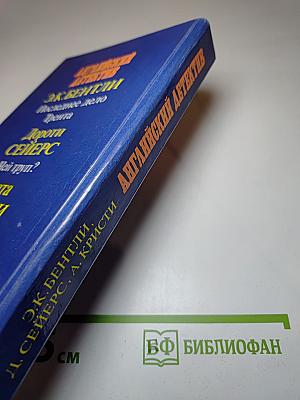 АНГЛИЙСКИЙ
ДЕТЕКТИВ
Э.К. БЕНТЛИ
Последнее дело
Трента
Дороти
СЕЙЕРС
Чей труп?
Э.К. БЕНТЛИ,
Д. СЕЙЕРС, А. КРИСТИ
АНГЛИЙСКИЙ ДЕТЕКТИВ
см
БФ БИБЛИОФАН